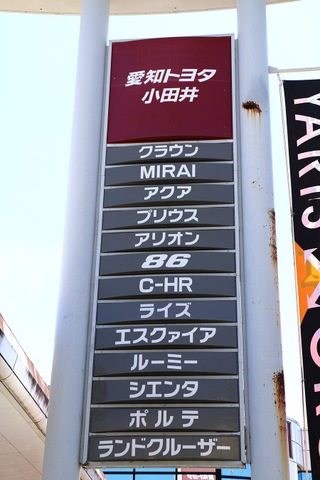 愛知トヨタ
小田井
クラウン
MIRAI
アクア
プリウス
アリオン
86
C-HR
ライズ
エスクァイア
ルーミー
シエンタ
ポルテ
ランドクルーザー
YARIS